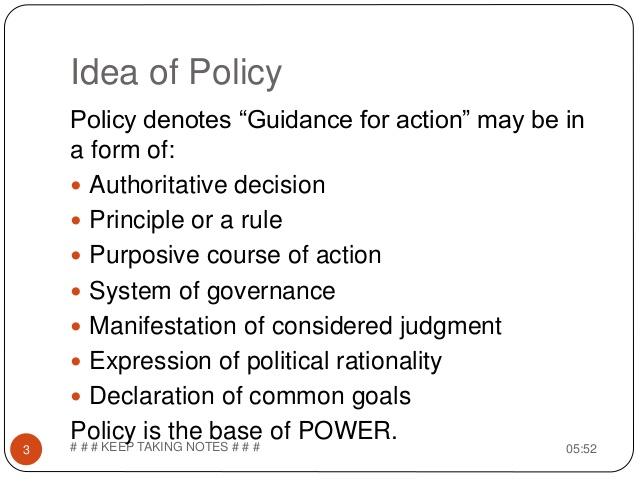 Idea of Policy
Policy denotes “Guidance for action” may be in
a form of:
• Authoritative decision
• Principle or a rule
• Purposive course of action
• System of governance
• Manifestation of considered judgment
• Expression of political rationality
• Declaration of common goals
Policy is the base of POWER.
3 # # # KEEP TAKING NOTES # # # 05:52